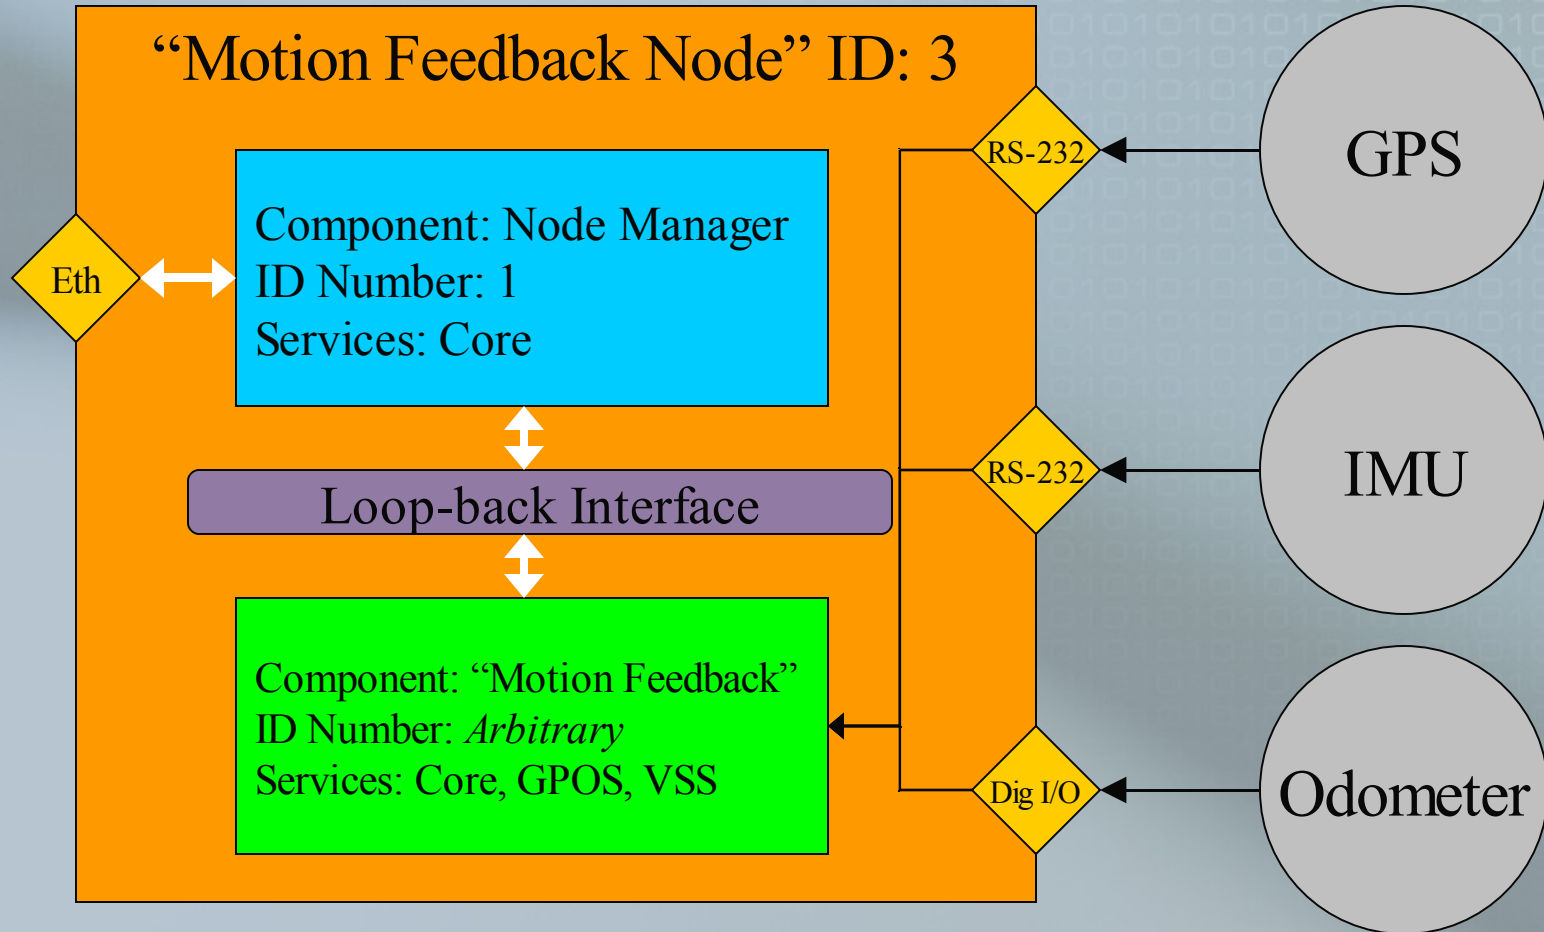 “Motion Feedback Node” ID: 3
Eth
Component: Node Manager
ID Number: 1
Services: Core
Loop-back Interface
Component: “Motion Feedback”
ID Number: Arbitrary
Services: Core, GPOS, VSS
RS-232
GPS
RS-232
IMU
Dig I/O
Odometer